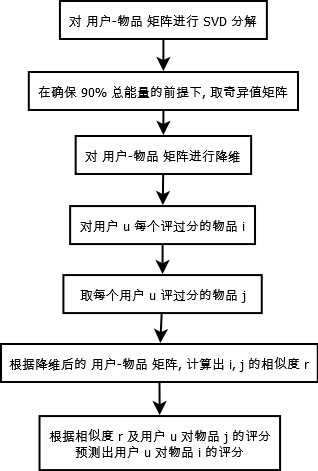 对 用户-物品 矩阵进行 SVD 分解
在确保 90% 总能量的前提下, 取奇异值矩阵
对 用户-物品 矩阵进行降维
对用户 u 每个评过分的物品 i
取每个用户 u 评过分的物品 j
根据降维后的 用户-物品 矩阵, 计算出 i, j 的相似度 r
根据相似度 r 及用户 u 对物品 j 的评分
预测出用户 u 对物品 i 的评分